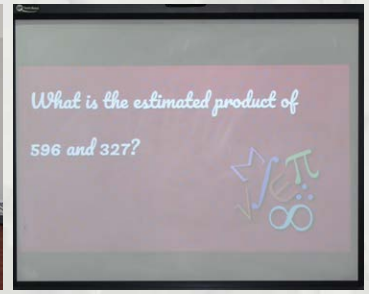 What is the estimated product of
596 and 327?